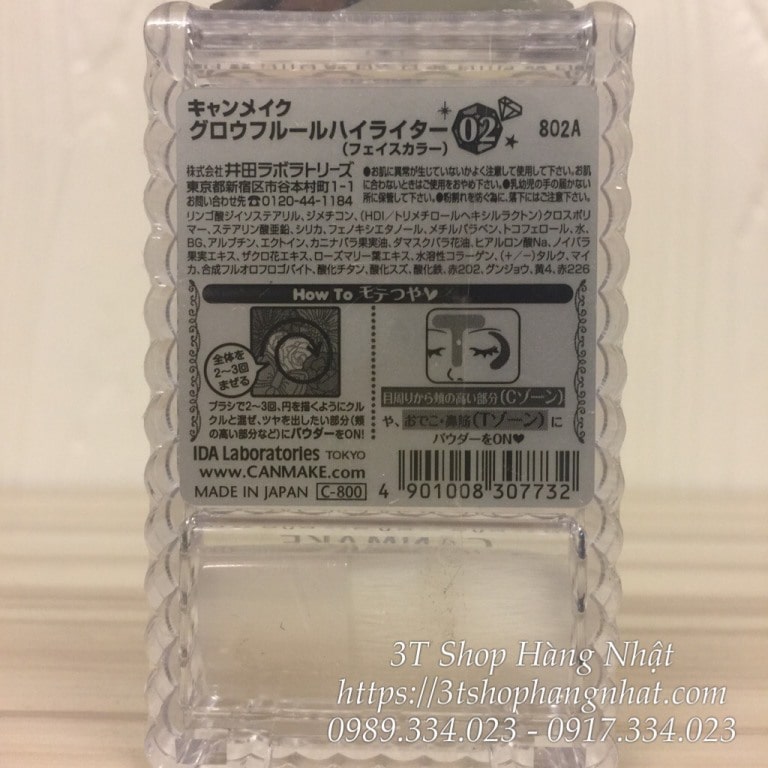 キャンメイク
グロウフルールハイライター 02 802A
(フェイスカラー)
株式会社 井田ラボラトリーズ
東京都新宿区市谷本村町1-1
お問い合せ先☎0120-44-1184
●お肌に異常が生じていないかよく注意して使用して下さい。お肌
に合わないときはご使用をおやめ下さい。●乳幼児の手の届かない
所に保管して下さい。●粉割れを防ぐ為に、落下にはご注意下さい。
リンゴ酸ジイソステアリル、ジメチコン、(HDI/トリメチロールヘキシルラクトン)クロスポリ
マー、ステアリン酸亜鉛、シリカ、フェノキシエタノール、メチルパラベン、トコフェロール、水、
BG、アルブチン、エクトイン、カニナバラ果実油、ダマスクバラ花油、ヒアルロン酸Na、ノイバラ
果実エキス、ザクロ花エキス、ローズマリー葉エキス、水溶性コラーゲン、(+/-)タルク、マイ
カ、合成フルオロフロゴパイト、酸化チタン、酸化スズ、酸化鉄、赤202、グンジョウ、黄4、赤226
How To モテつや♥
全体を
2~3回
まぜる
ブラシで2~3回、円を描くようにクル
クルと混ぜ、ツヤを出したい部分(頬
の高い部分など)にパウダーをON!
T
目周りから頬の高い部分(Cゾーン)
や、おでこ・鼻筋(Tゾーン)に
パウダーをON♥
IDA Laboratories TOKYO
www.CANMAKE.com
MADE IN JAPAN C-800
4 901008 307732
CANMAKE
3T Shop Hàng Nhật
https://3tshophangnhat.com
0989.334.023 - 0917.334.023